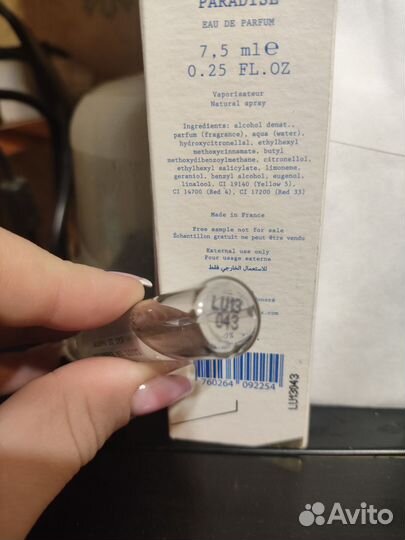 PARADISE
EAU DE PARFUM
7,5 ml℮
0.25 FL.OZ
Vaporisateur
Natural spray
Ingredients: alcohol denat.,
parfum (fragrance), aqua (water),
hydroxycitronellal, ethylhexyl
methoxycinnamate, butyl
methoxydibenzoylmethane, citronellol,
ethylhexyl salicylate, limonene,
geraniol, benzyl alcohol, eugenol,
linalool, CI 19140 (Yellow 5),
CI 14700 (Red 4), CI 17200 (Red 33)
Made in France
Free sample not for sale
Échantillon gratuit ne peut être vendu
External use only
Pour usage externe
للاستعمال الخارجي فقط
LU13
043
760264 092254
LU13043
Avito